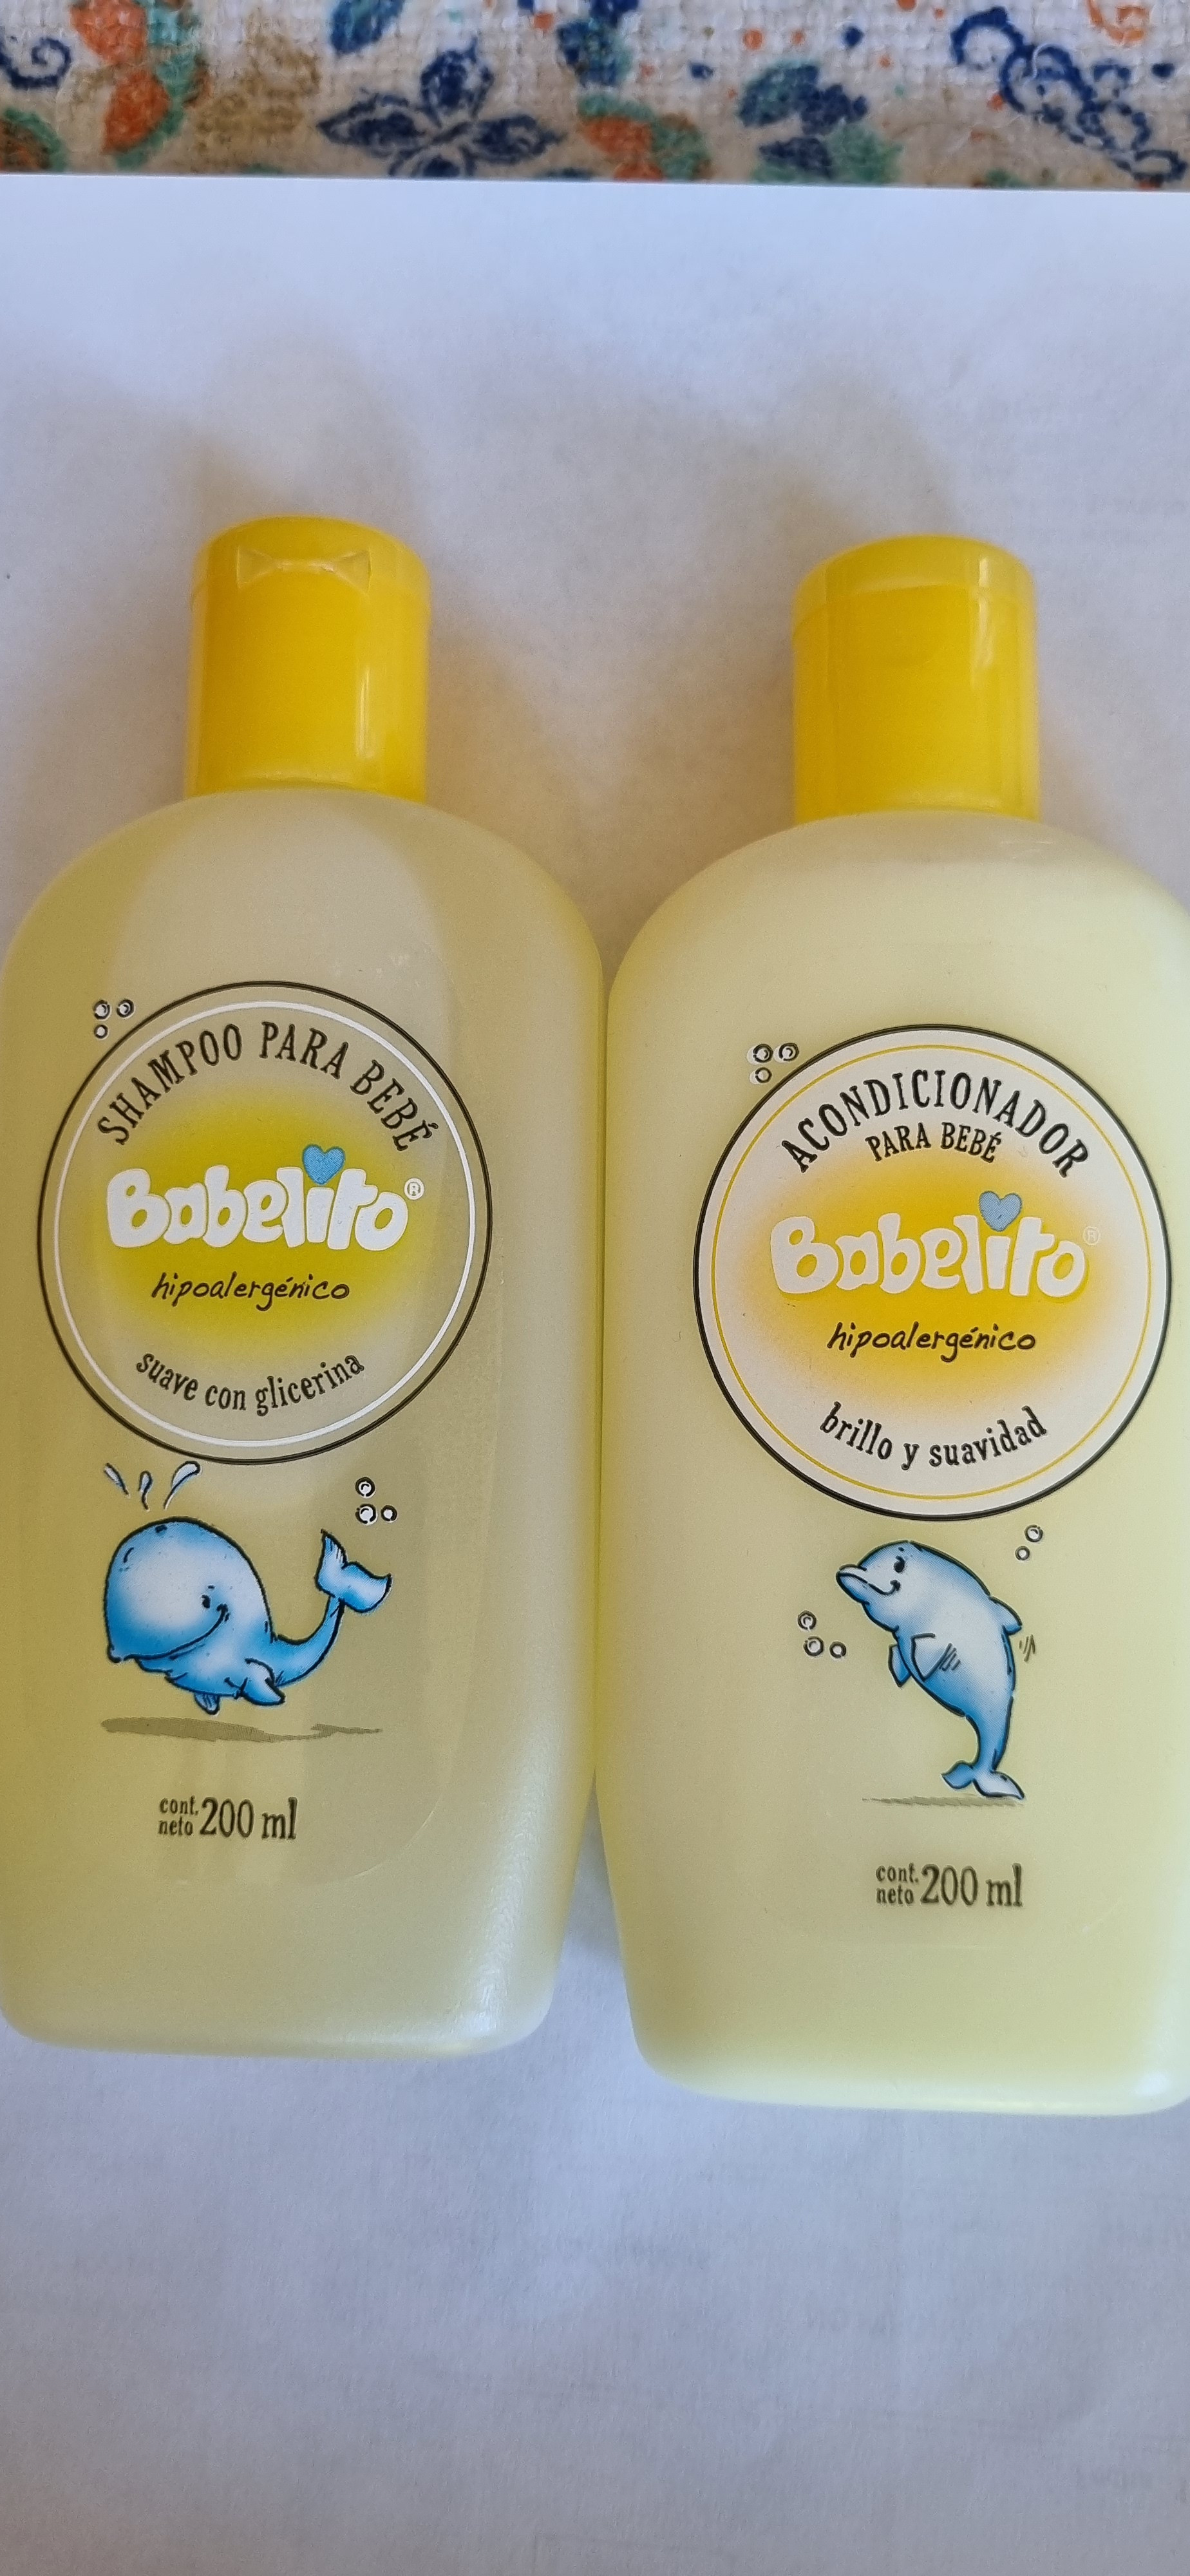 SHAMPOO PARA BEBÉ
Babelito®
hipoalergénico
suave con glicerina
cont.
neto 200 ml
ACONDICIONADOR
PARA BEBÉ
Babelito®
hipoalergénico
brillo y suavidad
cont.
neto 200 ml